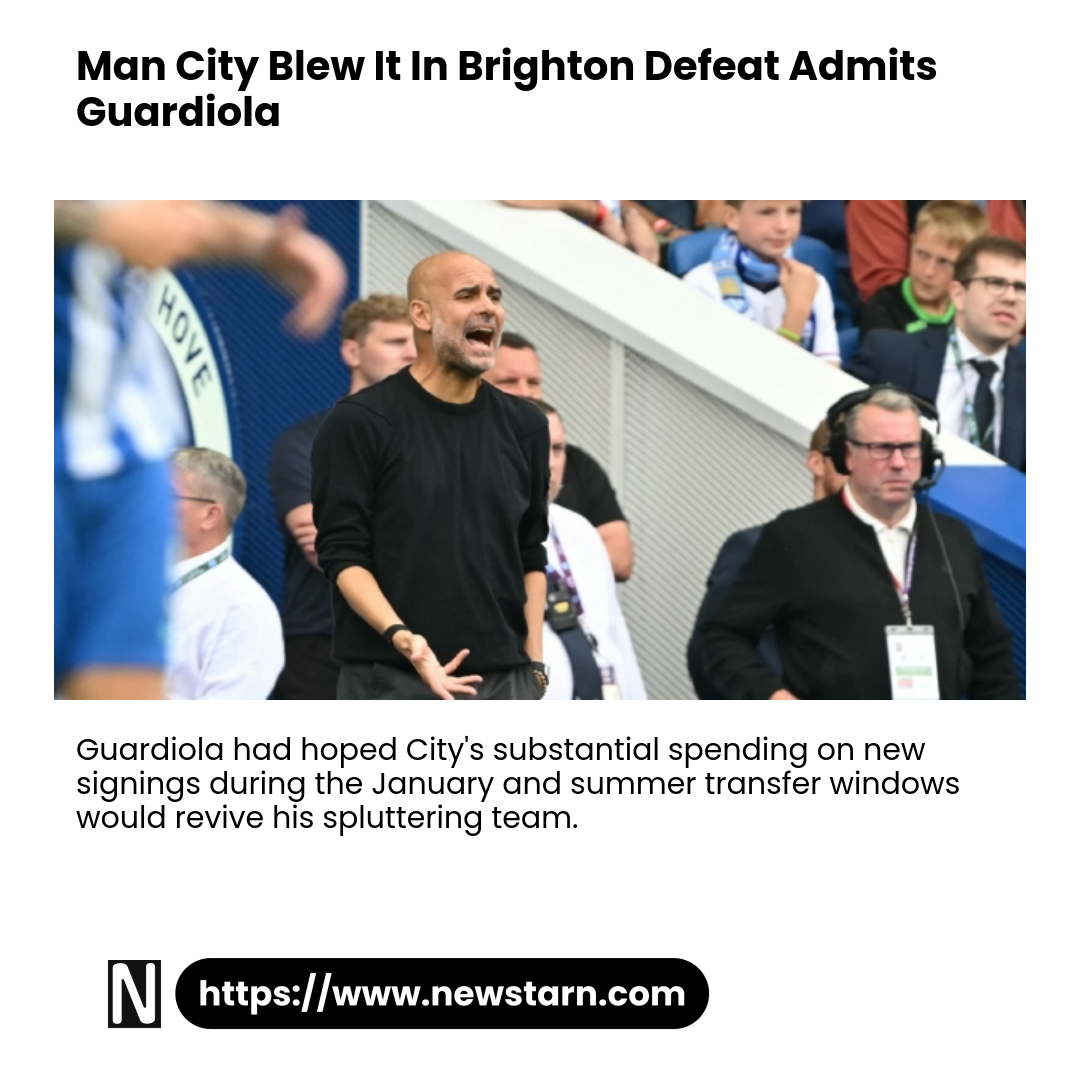 Man City Blew It In Brighton Defeat Admits
Guardiola
HOVE
Guardiola had hoped City's substantial spending on new
signings during the January and summer transfer windows
would revive his spluttering team.
N
https://www.newstarn.com